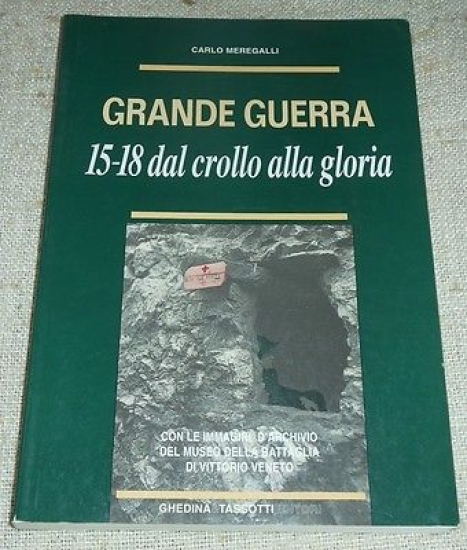 CARLO MEREGALLI
GRANDE GUERRA
15-18 dal crollo alla gloria
CON LE IMMAGINI D'ARCHIVIO
DEL MUSEO DELLA BATTAGLIA
DI VITTORIO VENETO
GHEDINA TASSOTTI EDITORI